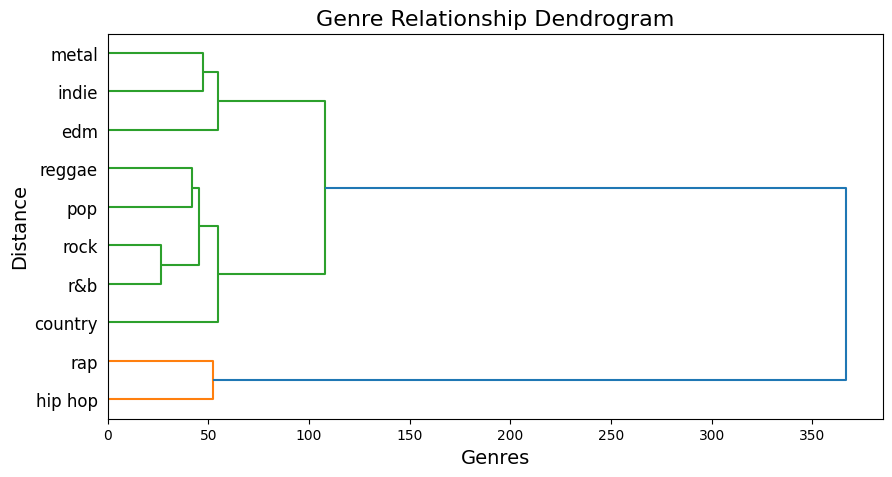 Genre Relationship Dendrogram
metal
indie
edm
reggae
pop
rock
r&b
country
rap
hip hop
Distance
0 50 100 150 200 250 300 350
Genres